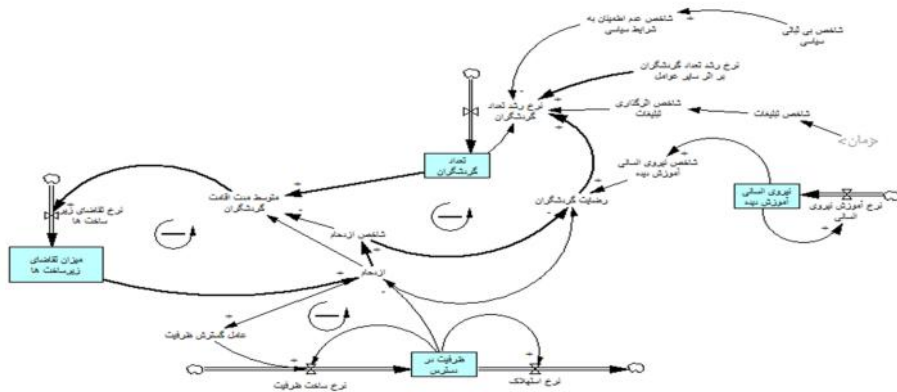 شاخص عدم اطمینان به
شرایط سیاسی
شاخص بی ثباتی
سیاسی
نرخ رشد تعداد گردشگران
بر اثر سایر عوامل
نرخ رشد تعداد
گردشگران
شاخص اثرگذاری
تبلیغات
شاخص تبلیغات
<زمان>
تعداد
گردشگران
شاخص نیروی انسانی
آموزش دیده
نیروی انسانی
آموزش دیده
نرخ آموزش نیروی
انسانی
نرخ تقاضای زیر
ساخت ها
متوسط مدت اقامت
گردشگران
رضایت گردشگران
شاخص ازدحام
میزان تقاضای
زیرساخت ها
ازدحام
عامل گسترش ظرفیت
ظرفیت در
دسترس
نرخ ساخت ظرفیت
نرخ استهلاک